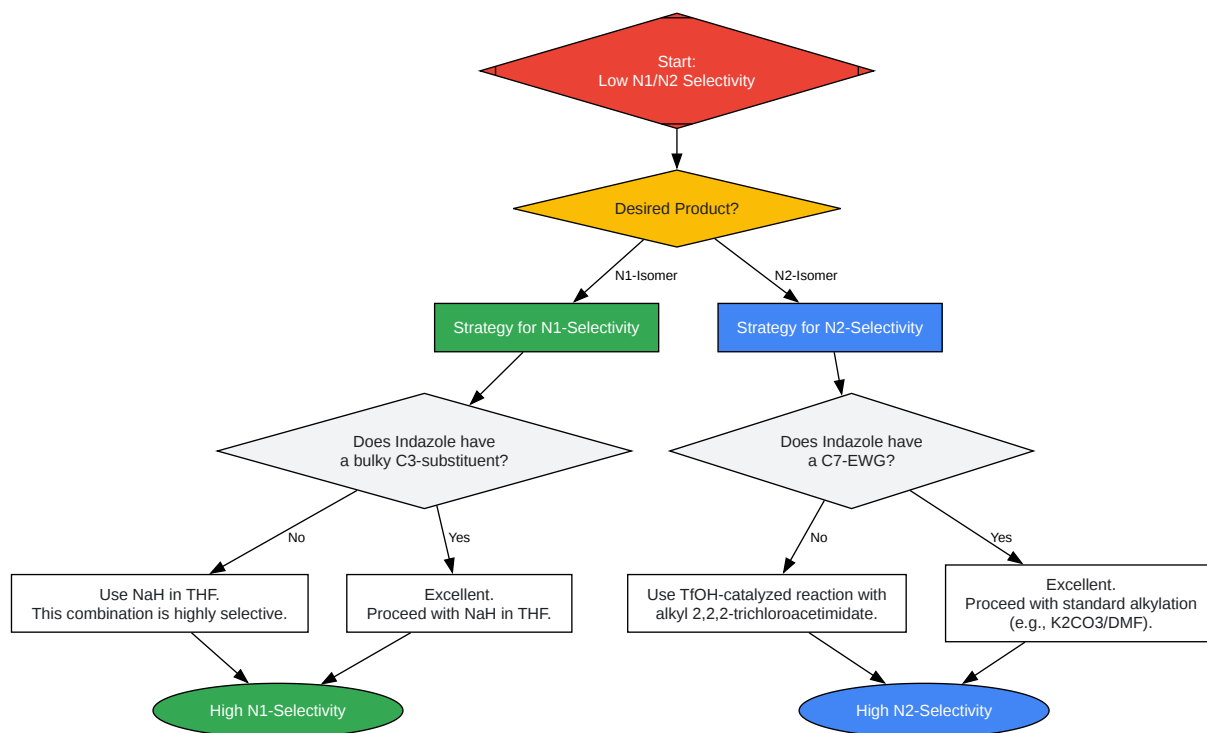 Start:
Low N1/N2 Selectivity
Desired Product?
N1-Isomer
N2-Isomer
Strategy for N1-Selectivity
Strategy for N2-Selectivity
Does Indazole have
a bulky C3-substituent?
Does Indazole have
a C7-EWG?
No
Yes
No
Yes
Use NaH in THF.
This combination is highly selective.
Excellent.
Proceed with NaH in THF.
Use TfOH-catalyzed reaction with
alkyl 2,2,2-trichloroacetimidate.
Excellent.
Proceed with standard alkylation
(e.g., K2CO3/DMF).
High N1-Selectivity
High N2-Selectivity